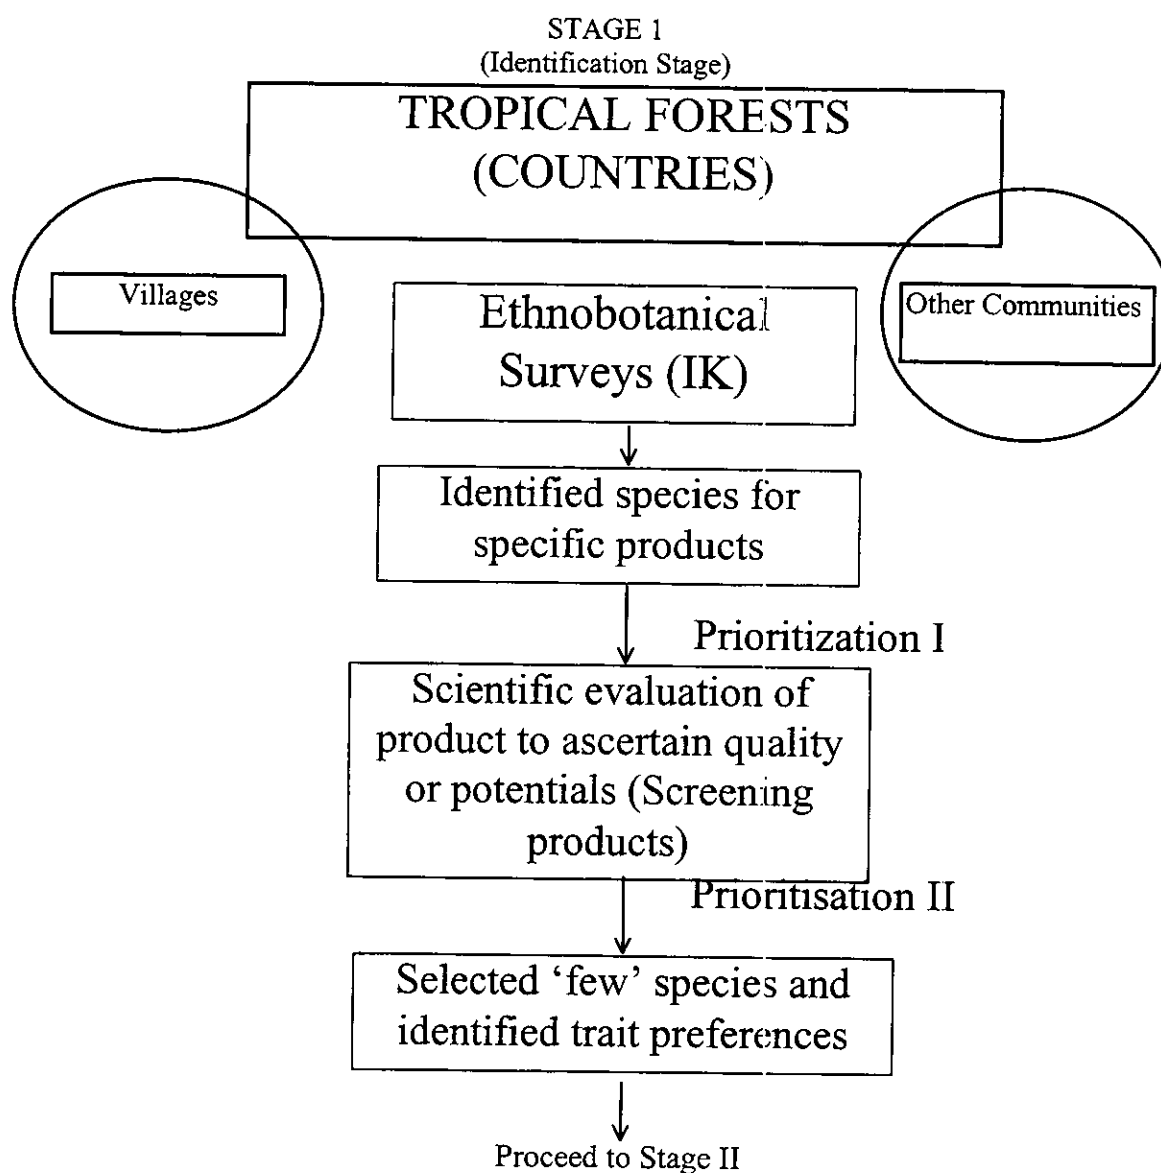 STAGE 1
(Identification Stage)
TROPICAL FORESTS
(COUNTRIES)
Villages
Ethnobotanical
Surveys (IK)
Other Communities
Identified species for
specific products
Prioritization I
Scientific evaluation of
product to ascertain quality
or potentials (Screening
products)
Prioritisation II
Selected ‘few’ species and
identified trait preferences
Proceed to Stage II